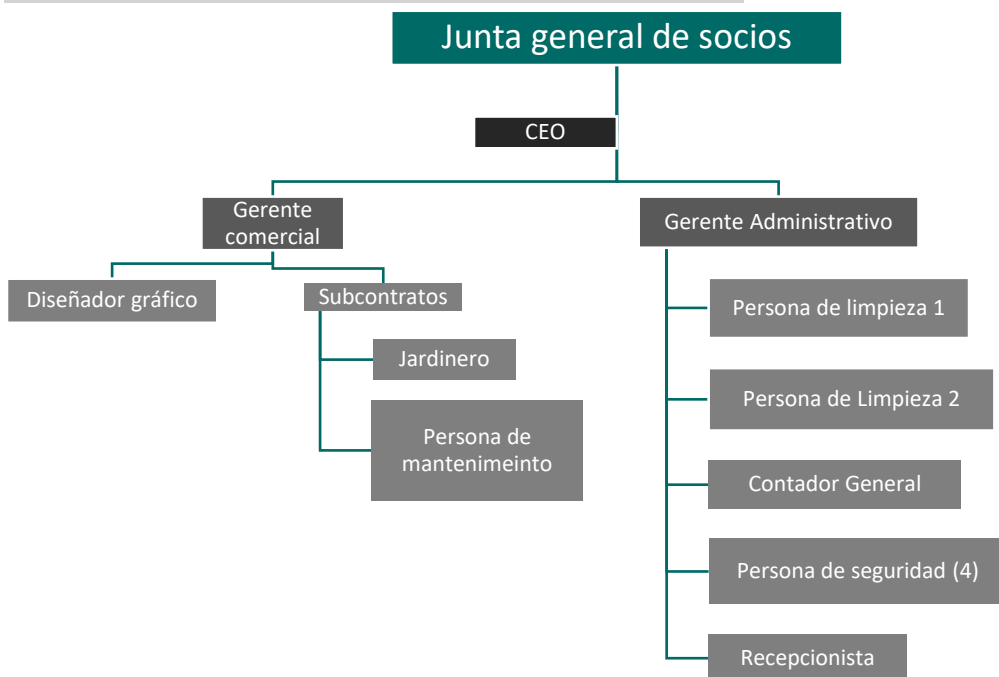 Junta general de socios
CEO
Gerente
comercial
Gerente Administrativo
Diseñador gráfico
Subcontratos
Jardinero
Persona de
mantenimeinto
Persona de limpieza 1
Persona de Limpieza 2
Contador General
Persona de seguridad (4)
Recepcionista